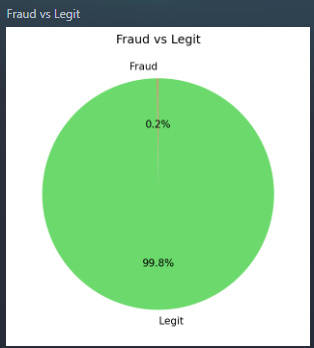 Fraud vs Legit
Fraud vs Legit
Fraud
0.2%
99.8%
Legit